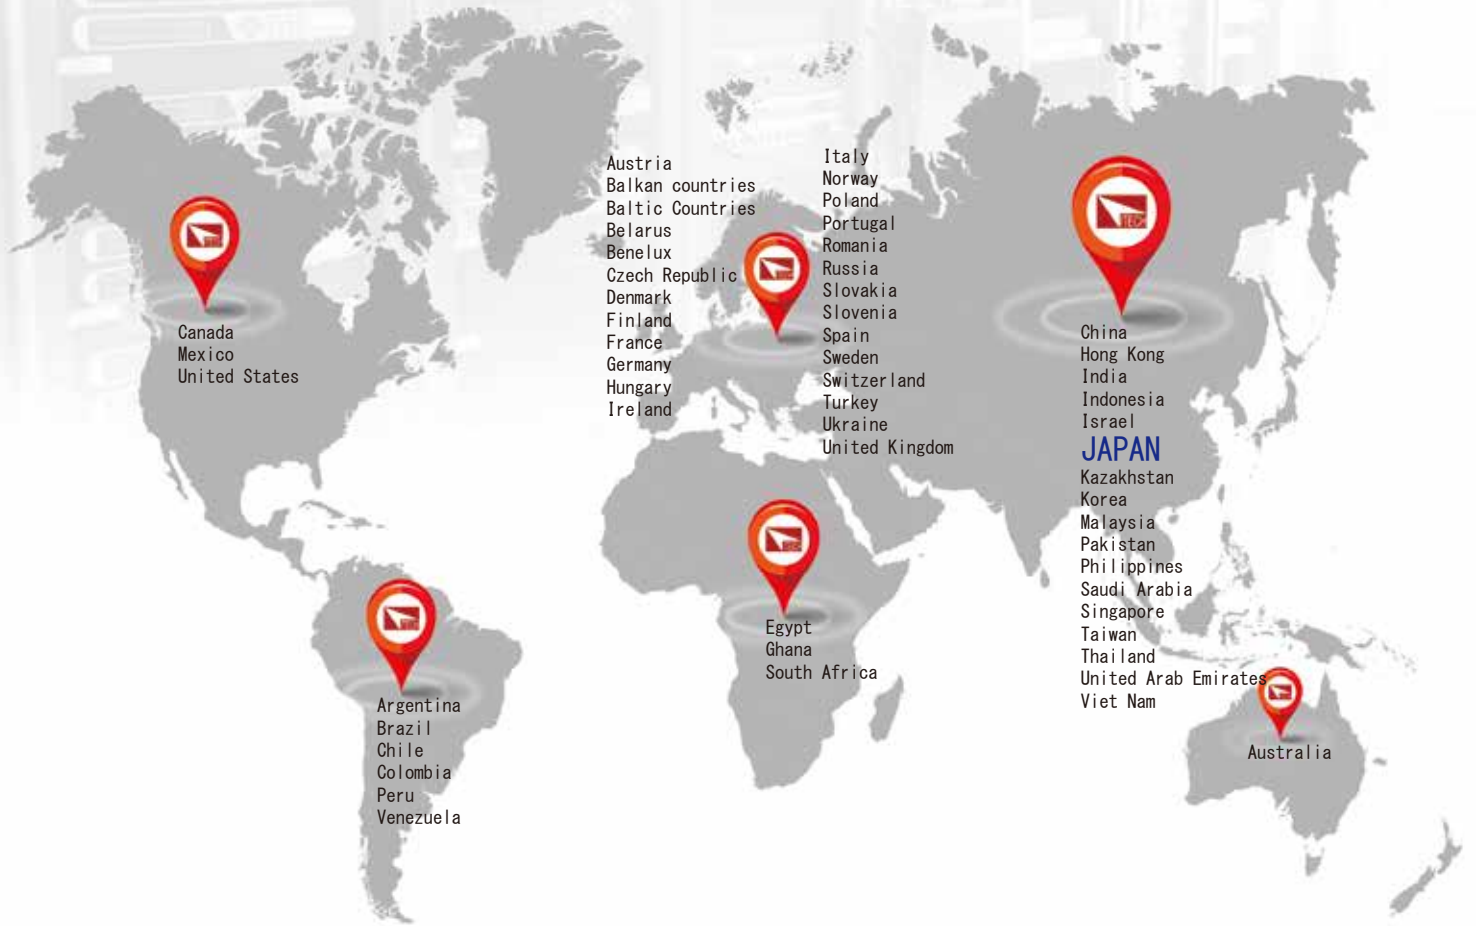 Canada
Mexico
United States
Austria
Balkan countries
Baltic Countries
Belarus
Benelux
Czech Republic
Denmark
Finland
France
Germany
Hungary
Ireland
Italy
Norway
Poland
Portugal
Romania
Russia
Slovakia
Slovenia
Spain
Sweden
Switzerland
Turkey
Ukraine
United Kingdom
TECH
China
Hong Kong
India
Indonesia
Israel
JAPAN
Kazakhstan
Korea
Malaysia
Pakistan
Philippines
Saudi Arabia
Singapore
Taiwan
Thailand
United Arab Emirates
Viet Nam
Egypt
Ghana
South Africa
Argentina
Brazil
Chile
Colombia
Peru
Venezuela
Australia